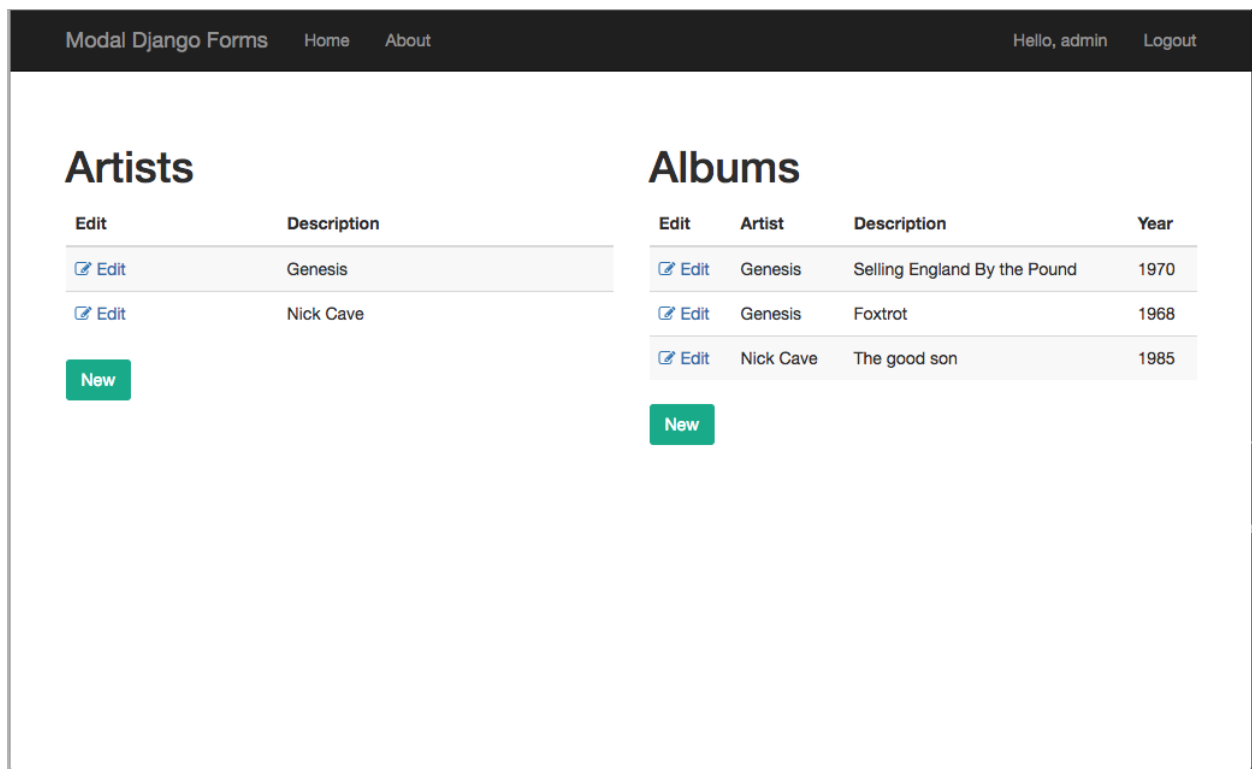 Modal Django Forms Home About Hello, admin Logout
Artists
Edit Description
Edit Genesis
Edit Nick Cave
New
Albums
Edit Artist Description Year
Edit Genesis Selling England By the Pound 1970
Edit Genesis Foxtrot 1968
Edit Nick Cave The good son 1985
New